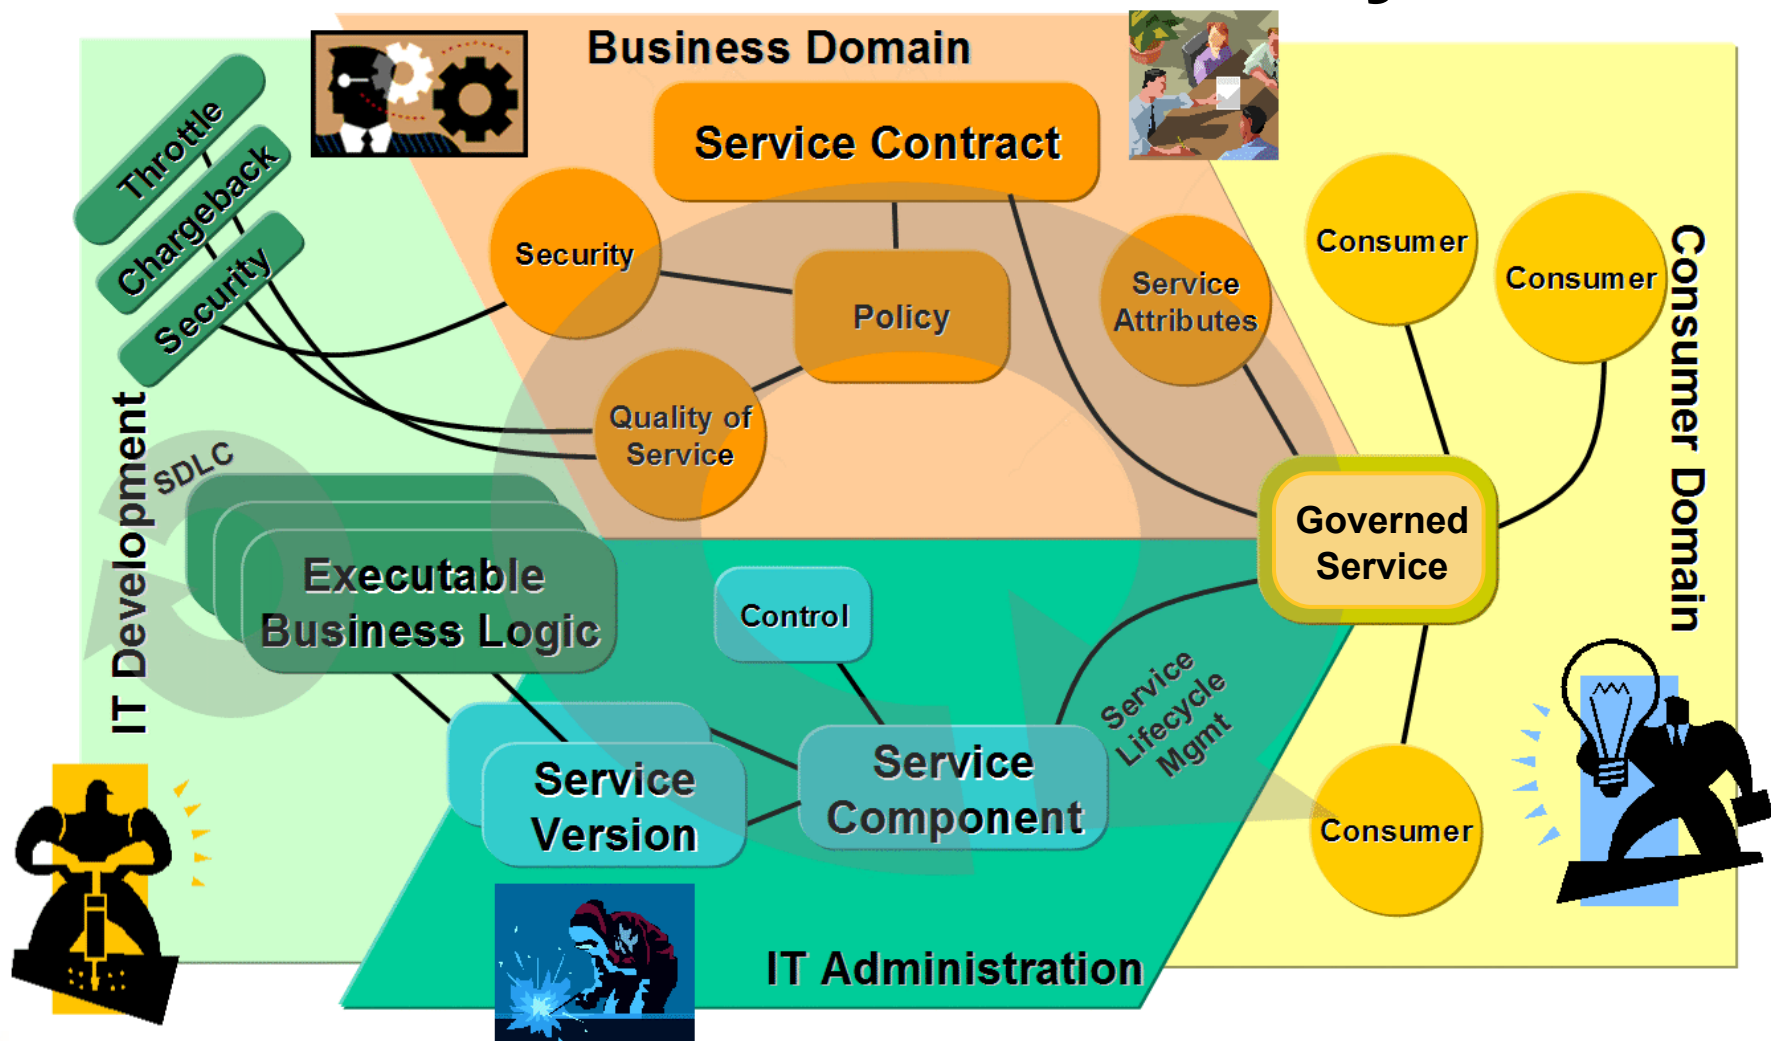 Business Domain
Service Contract
Throttle
Chargeback
Security
Security
Policy
Service
Attributes
Consumer
Consumer
Consumer Domain
Quality of
Service
SDLC
IT Development
Executable
Business Logic
Control
Governed
Service
Service
Lifecycle
Mgmt
Service
Version
Service
Component
Consumer
IT Administration